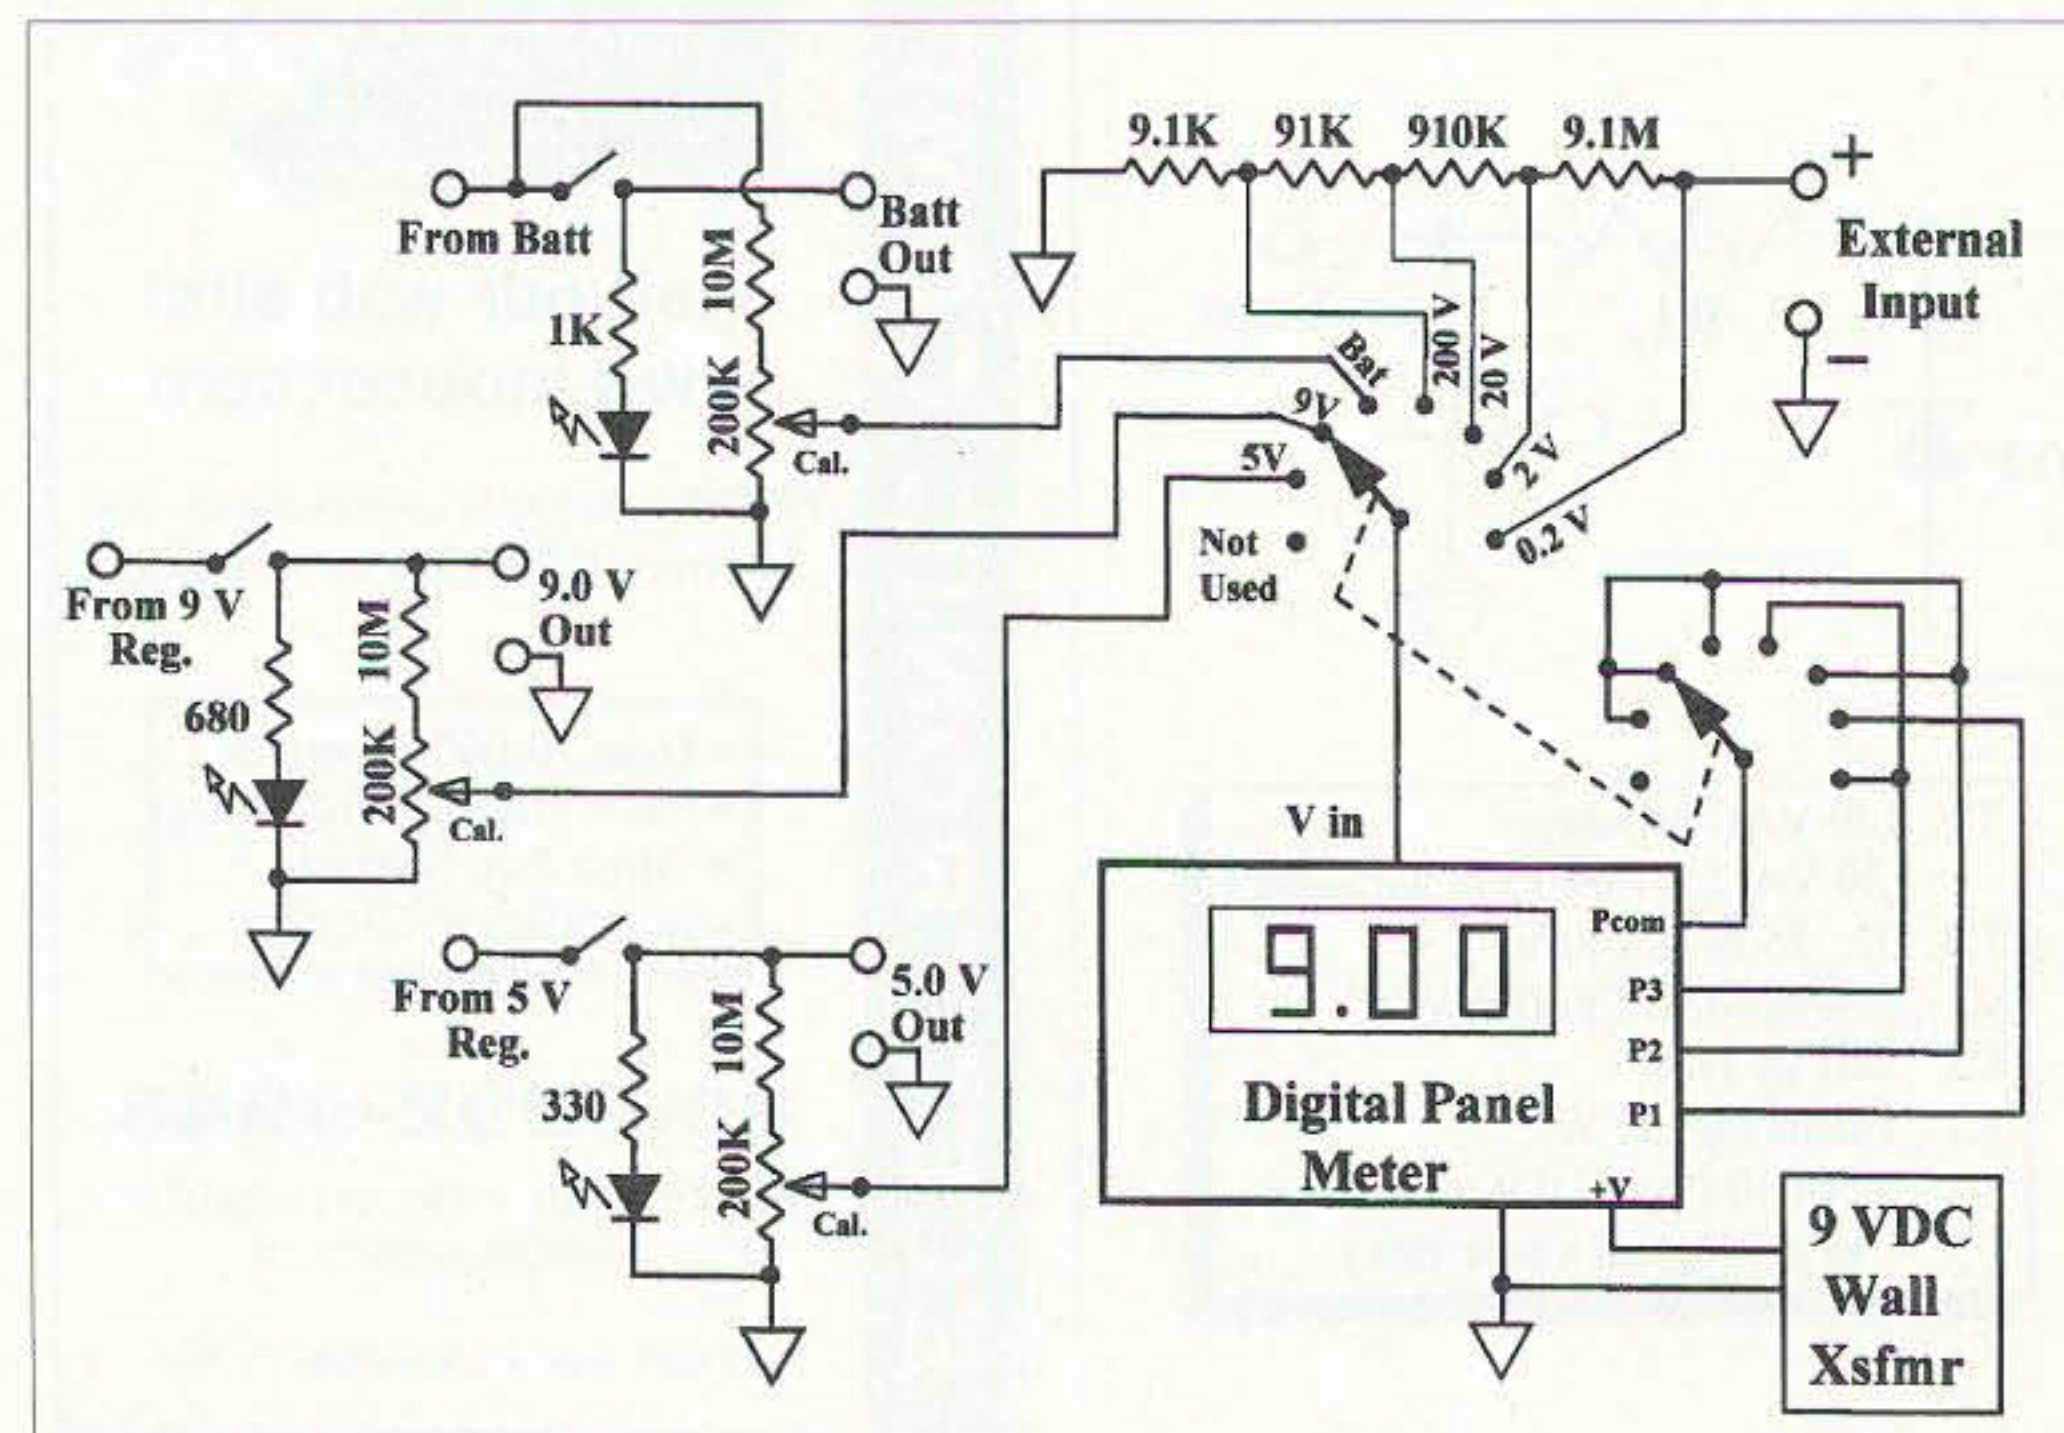 9.1K 91K 910K 9.1M
+
External
Input
−
From Batt
Batt
Out
1K
10M
200K
Cal.
Bat
200 V
20 V
9V
5V
2 V
0.2 V
Not
Used
From 9 V
Reg.
9.0 V
Out
680
10M
200K
Cal.
From 5 V
Reg.
5.0 V
Out
330
10M
200K
Cal.
V in
9.00
Pcom
P3
P2
P1
Digital Panel
Meter
+V
9 VDC
Wall
Xsfmr